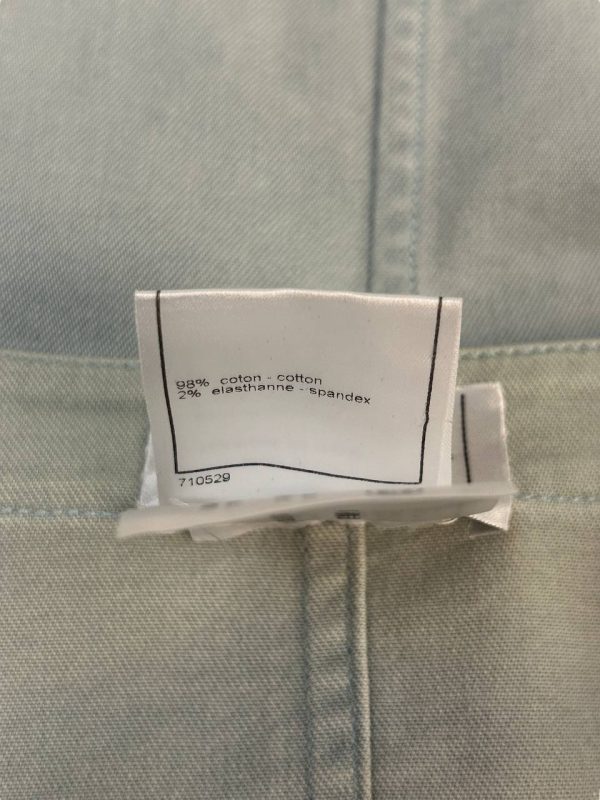 98% coton - cotton
2% elasthanne - spandex
710529